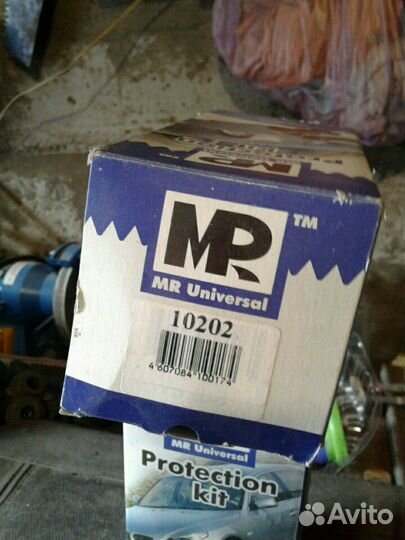 MR
TM
MR Universal
10202
4 607084 100174
MR Universal
Protection
kit
Avito